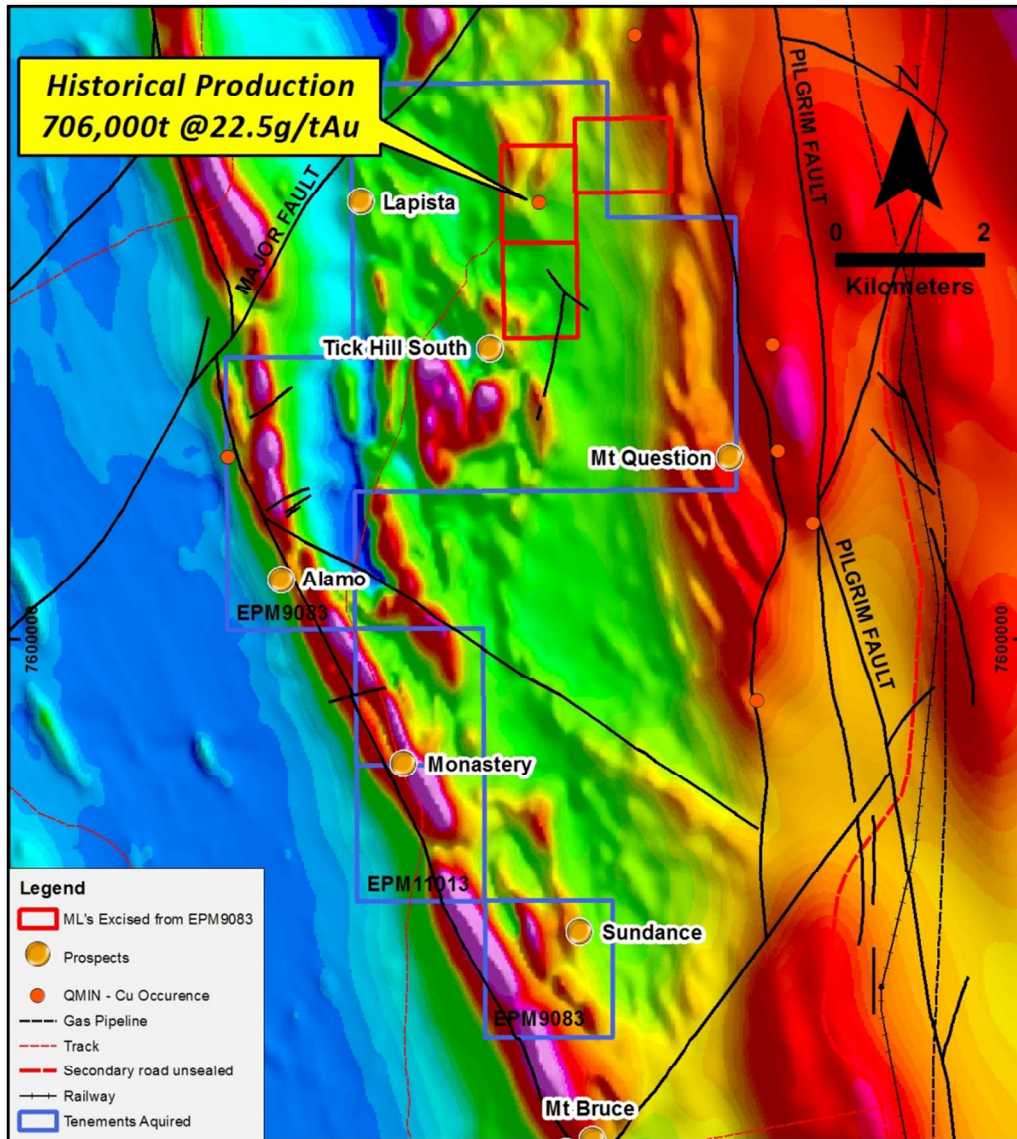 Historical Production
706,000t @22.5g/tAu
PILGRIM FAULT
N
MAJOR FAULT
Lapista
0 2
Kilometers
Tick Hill South
Mt Question
Alamo
EPM9083
7600000
7600000
PILGRIM FAULT
Monastery
EPM11013
Sundance
EPM9083
Mt Bruce
Legend
ML's Excised from EPM9083
Prospects
QMIN - Cu Occurence
Gas Pipeline
Track
Secondary road unsealed
Railway
Tenements Aquired